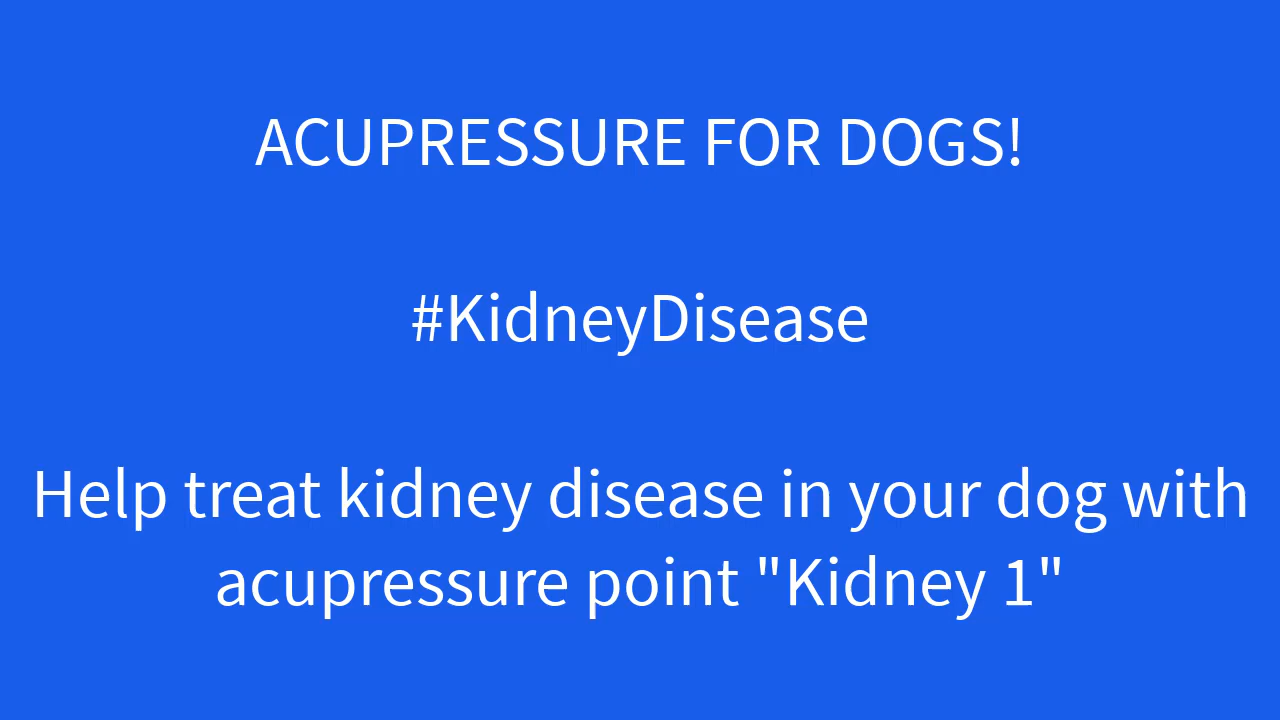 ACUPRESSURE FOR DOGS!
#KidneyDisease
Help treat kidney disease in your dog with
acupressure point "Kidney 1"